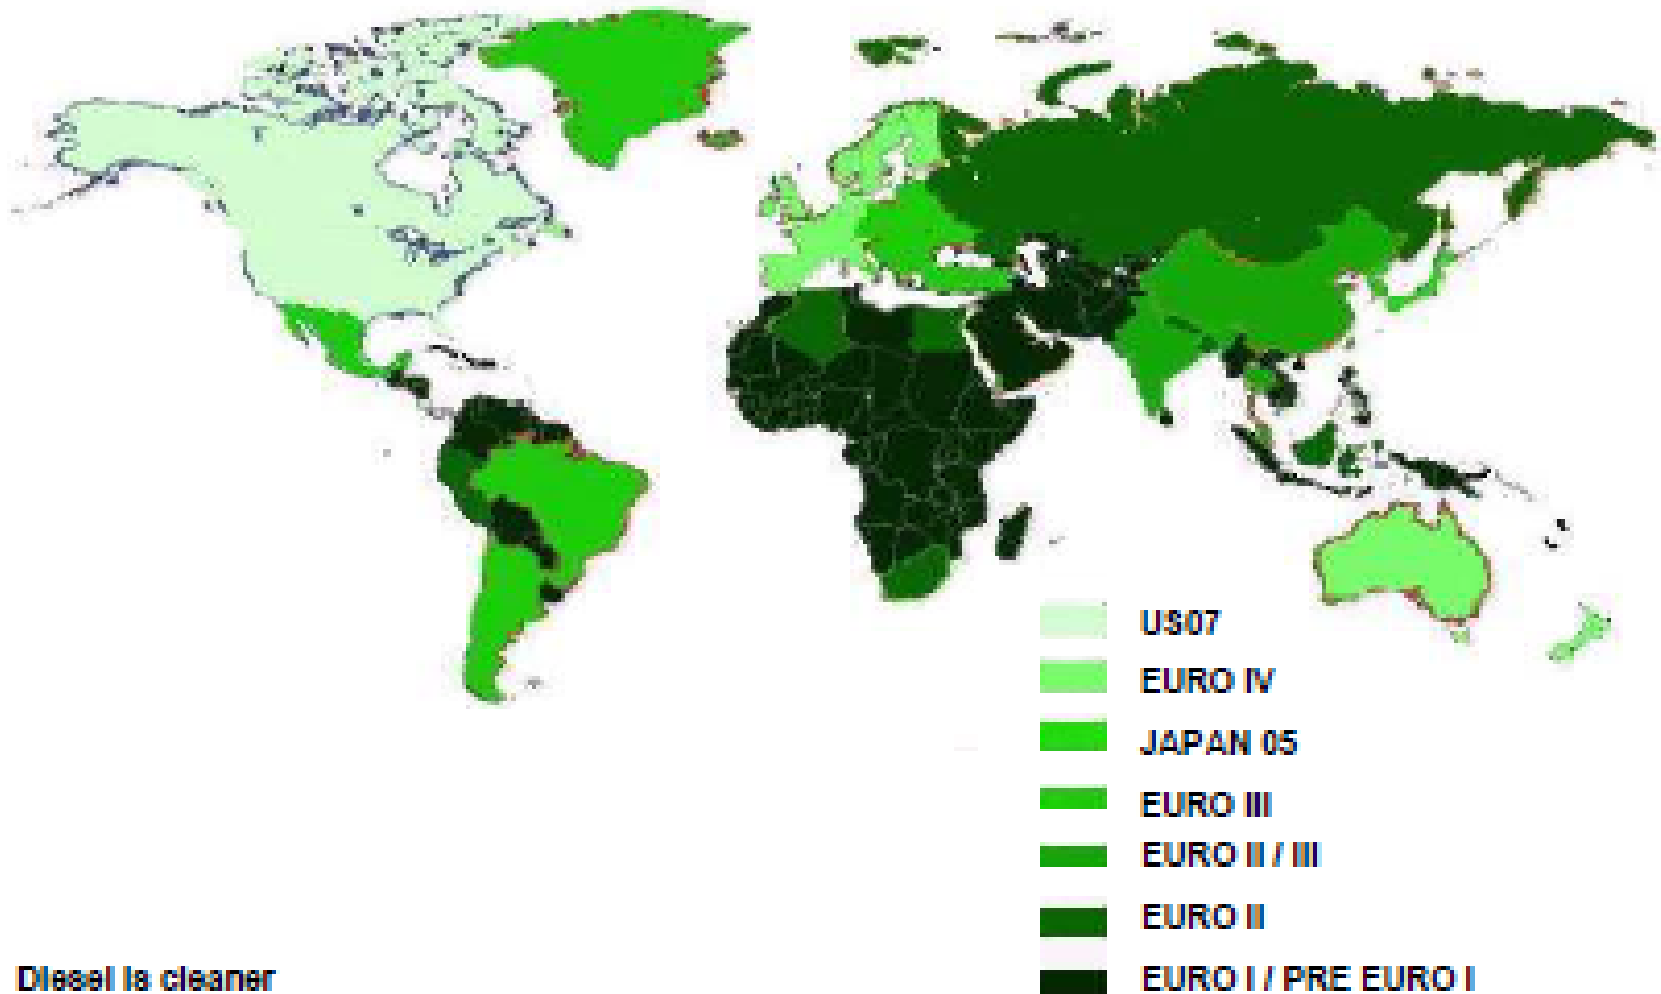 US07
EURO IV
JAPAN 05
EURO III
EURO II / III
EURO II
EURO I / PRE EURO I
Diesel is cleaner